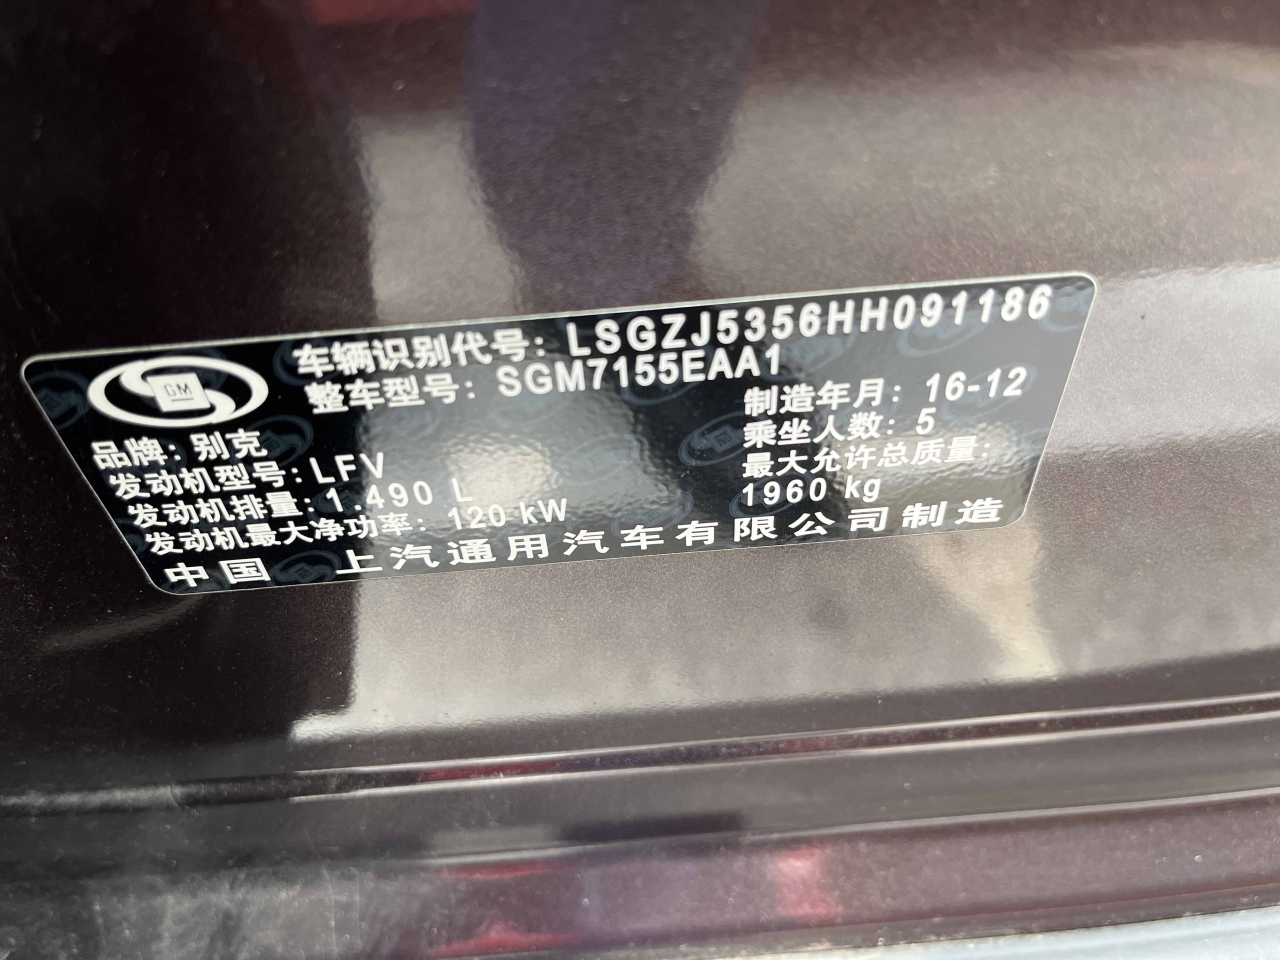 车辆识别代号: LSGZJ5356HH091186
整车型号: SGM7155EAA1
GM
品牌: 别克
制造年月: 16-12
发动机型号: LFV
乘坐人数: 5
发动机排量: 1.490 L
最大允许总质量:
1960 kg
发动机最大净功率: 120 kW
中国 上汽通用汽车有限公司制造